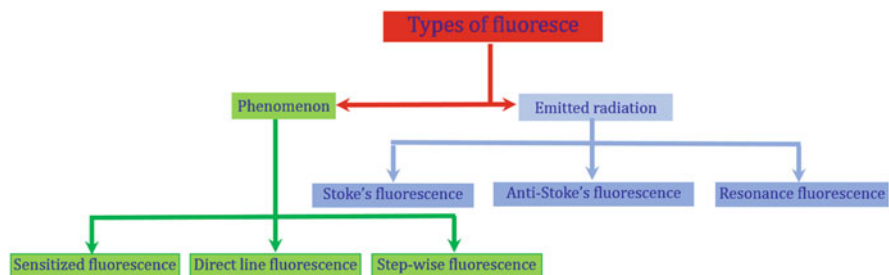 Types of fluoresce
Phenomenon
Emitted radiation
Stoke's fluorescence
Anti-Stoke's fluorescence
Resonance fluorescence
Sensitized fluorescence
Direct line fluorescence
Step-wise fluorescence